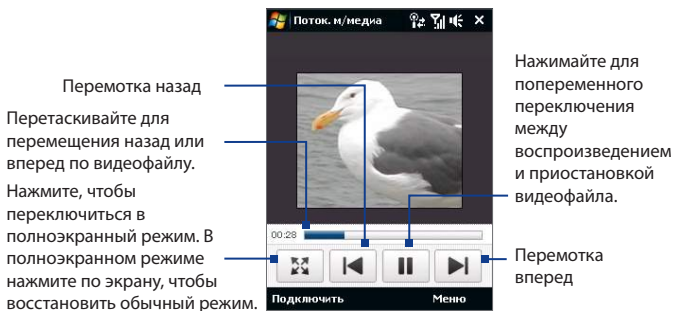 Поток. м/медиа
Перемотка назад
Перетаскивайте для
перемещения назад или
вперед по видеофайлу.
Нажмите, чтобы
переключиться в
полноэкранный режим. В
полноэкранном режиме
нажмите по экрану, чтобы
восстановить обычный режим.
00:28
Подключить
Меню
Нажимайте для
попеременного
переключения
между
воспроизведением
и приостановкой
видеофайла.
Перемотка
вперед